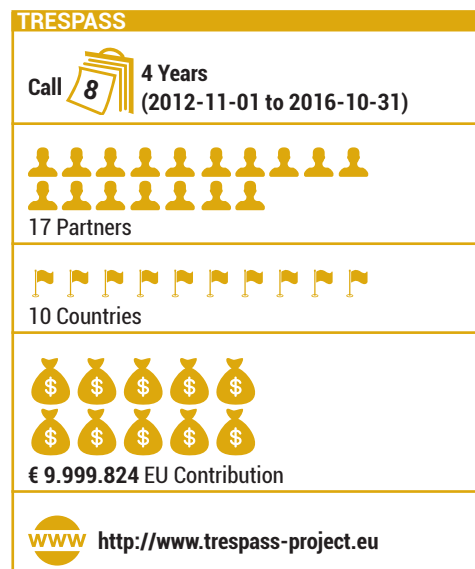 TRESPASS
Call 8 4 Years
(2012-11-01 to 2016-10-31)
17 Partners
10 Countries
$ $ $ $ $
$ $ $ $ $
€ 9.999.824 EU Contribution
www http://www.trespass-project.eu